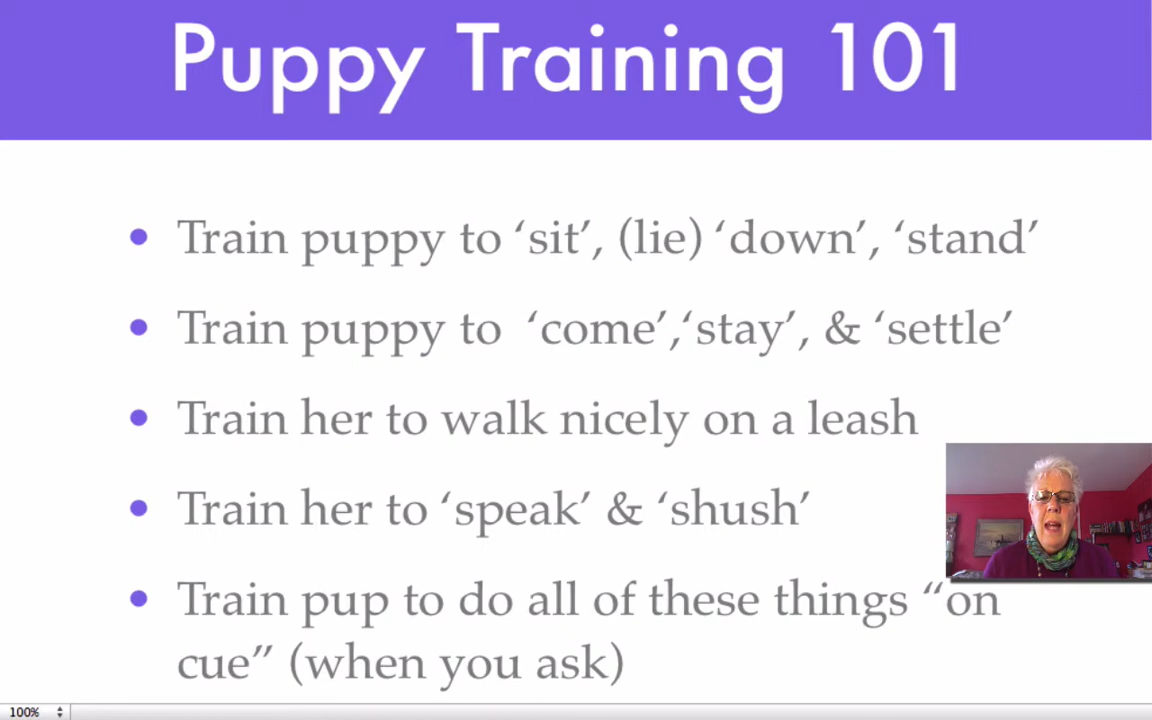 Puppy Training 101
• Train puppy to ‘sit’, (lie) ‘down’, ‘stand’
• Train puppy to ‘come’,‘stay’, & ‘settle’
• Train her to walk nicely on a leash
• Train her to ‘speak’ & ‘shush’
• Train pup to do all of these things “on
cue” (when you ask)
100%